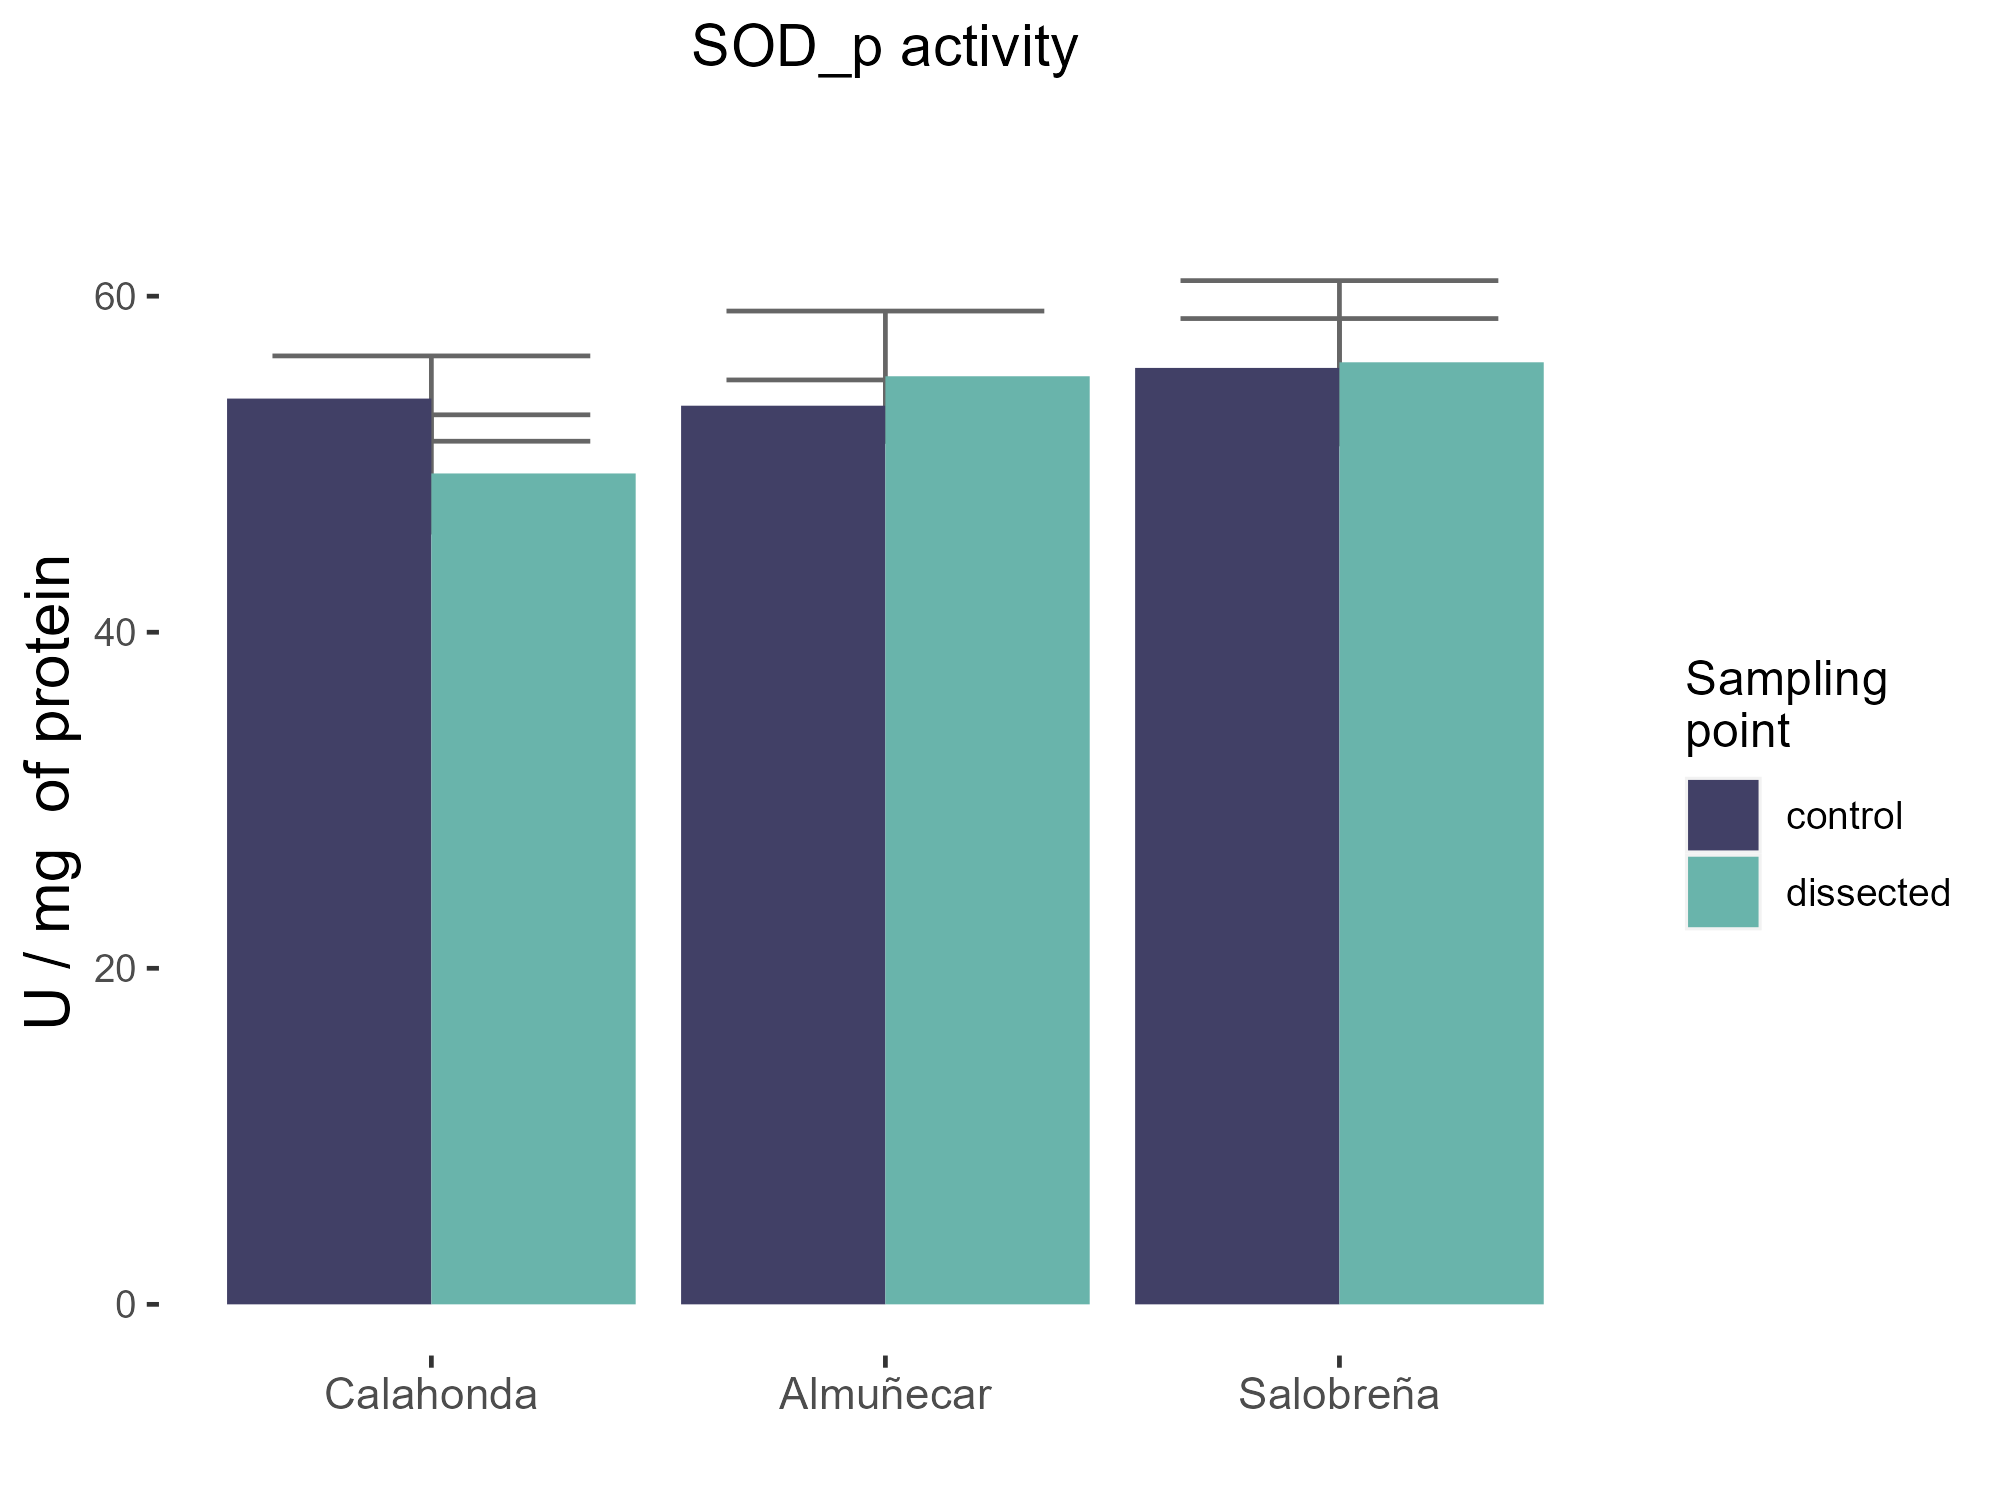 SOD_p activity
U / mg  of protein
60
40
20
0
Calahonda
Almuñecar
Salobreña
Sampling
point
control
dissected